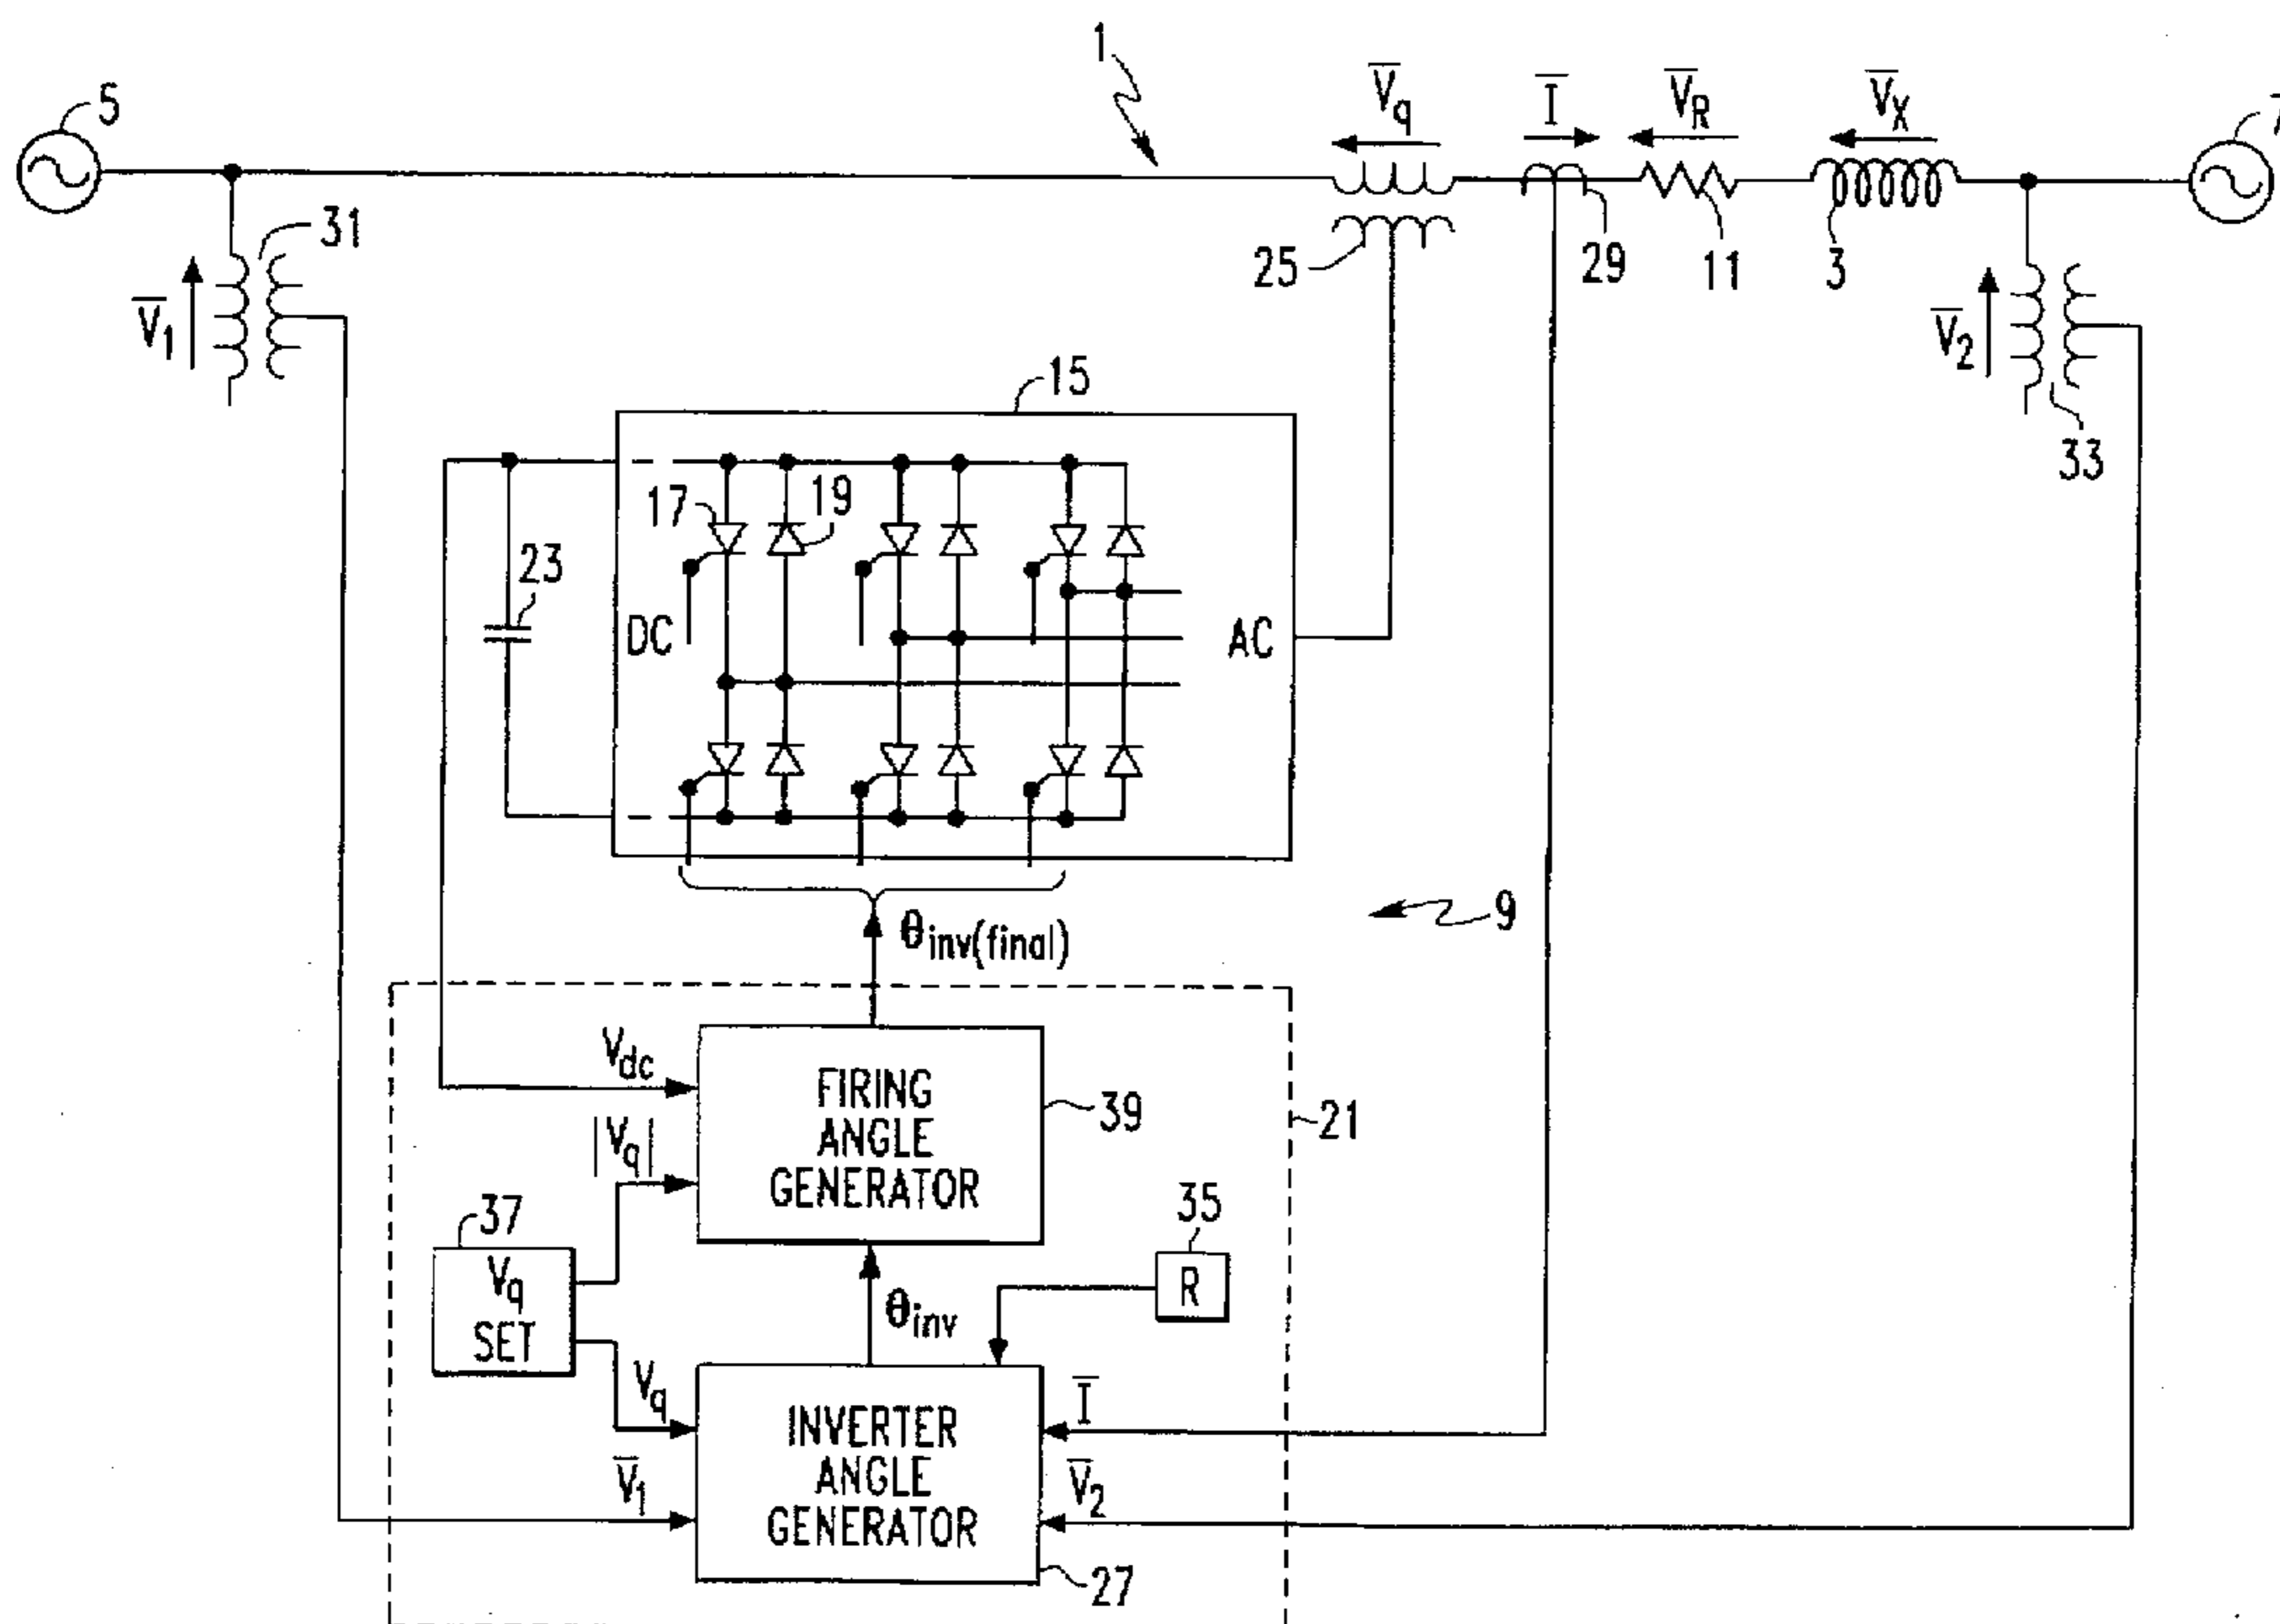 1
5
V̅q
I̅
V̅R
V̅X
7
31
25
29
11
3
V̅1
V̅2
33
15
17
19
23
DC
AC
9
θinv(final)
Vdc
FIRING
ANGLE
GENERATOR
39
21
|Vq|
37
Vq
SET
35
R
θinv
Vq
V̅1
INVERTER
ANGLE
GENERATOR
I̅
V̅2
27